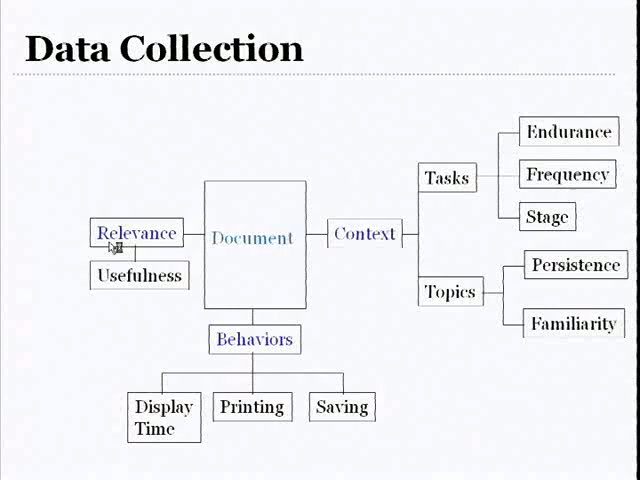 Data Collection
Endurance
Tasks
Frequency
Stage
Relevance
Document
Context
Usefulness
Topics
Persistence
Familiarity
Behaviors
Display
Time
Printing
Saving